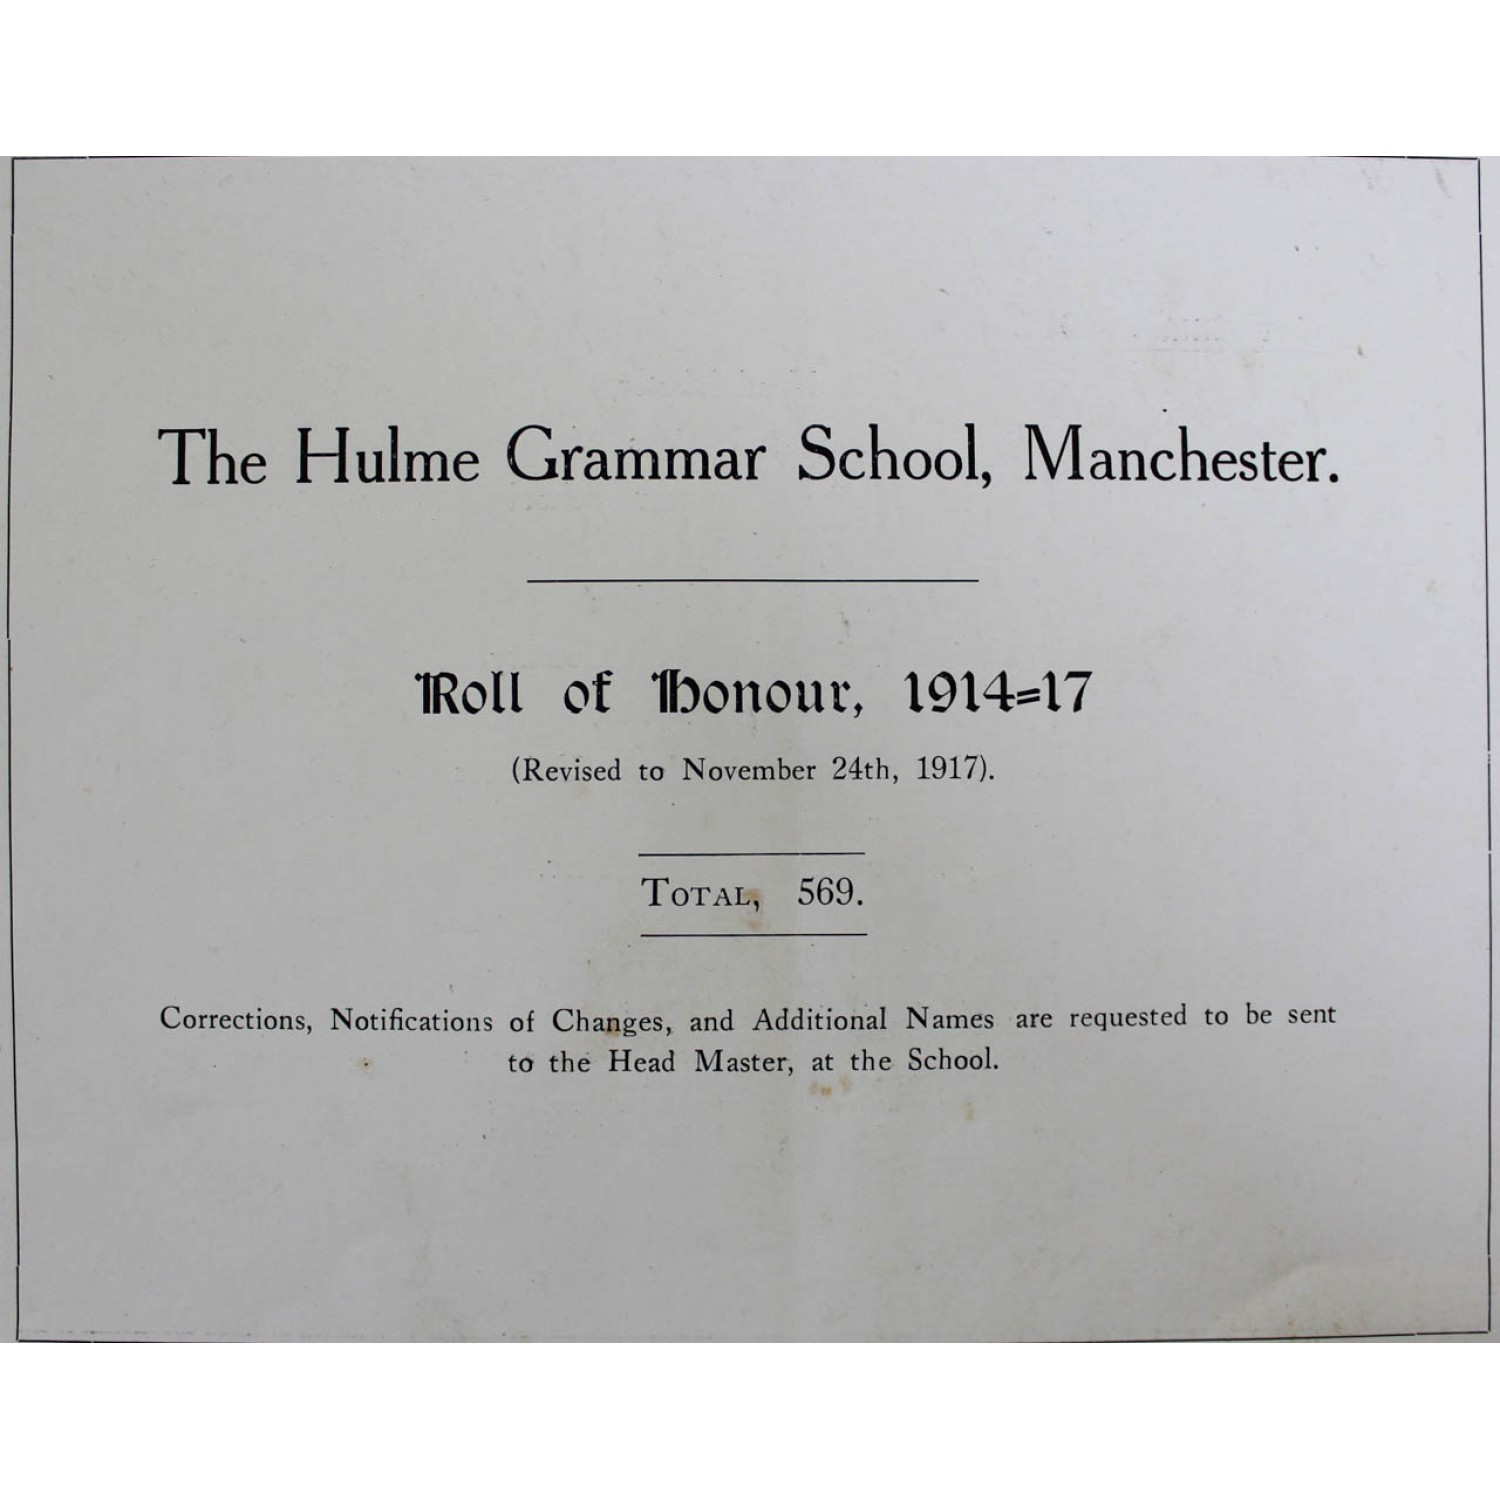 The Hulme Grammar School, Manchester.
Roll of Honour, 1914=17
(Revised to November 24th, 1917).
Total, 569.
Corrections, Notifications of Changes, and Additional Names are requested to be sent
to the Head Master, at the School.